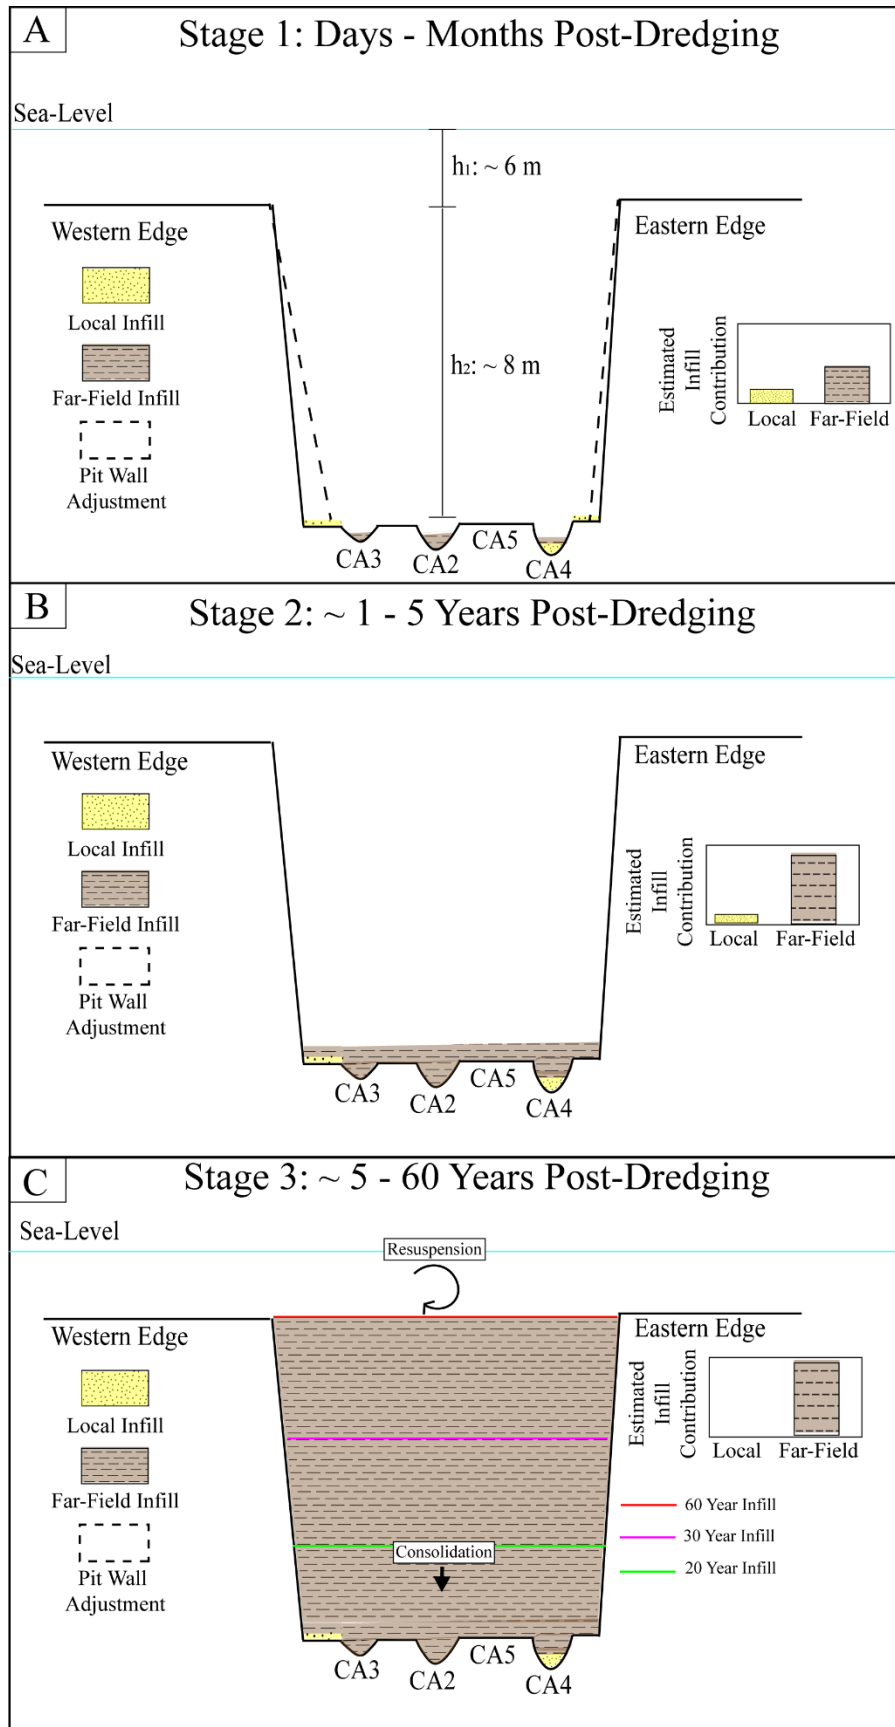 A
Stage 1: Days - Months Post-Dredging
Sea-Level
h₁: ~ 6 m
Western Edge
Eastern Edge
Local Infill
Far-Field Infill
Pit Wall
Adjustment
h₂: ~ 8 m
Estimated
Infill
Contribution
Local Far-Field
CA3
CA2
CA5
CA4
B
Stage 2: ~ 1 - 5 Years Post-Dredging
Sea-Level
Western Edge
Eastern Edge
Local Infill
Far-Field Infill
Pit Wall
Adjustment
Estimated
Infill
Contribution
Local Far-Field
CA3
CA2
CA5
CA4
C
Stage 3: ~ 5 - 60 Years Post-Dredging
Sea-Level
Resuspension
Western Edge
Eastern Edge
Local Infill
Far-Field Infill
Pit Wall
Adjustment
Estimated
Infill
Contribution
Local Far-Field
60 Year Infill
30 Year Infill
20 Year Infill
Consolidation
CA3
CA2
CA5
CA4